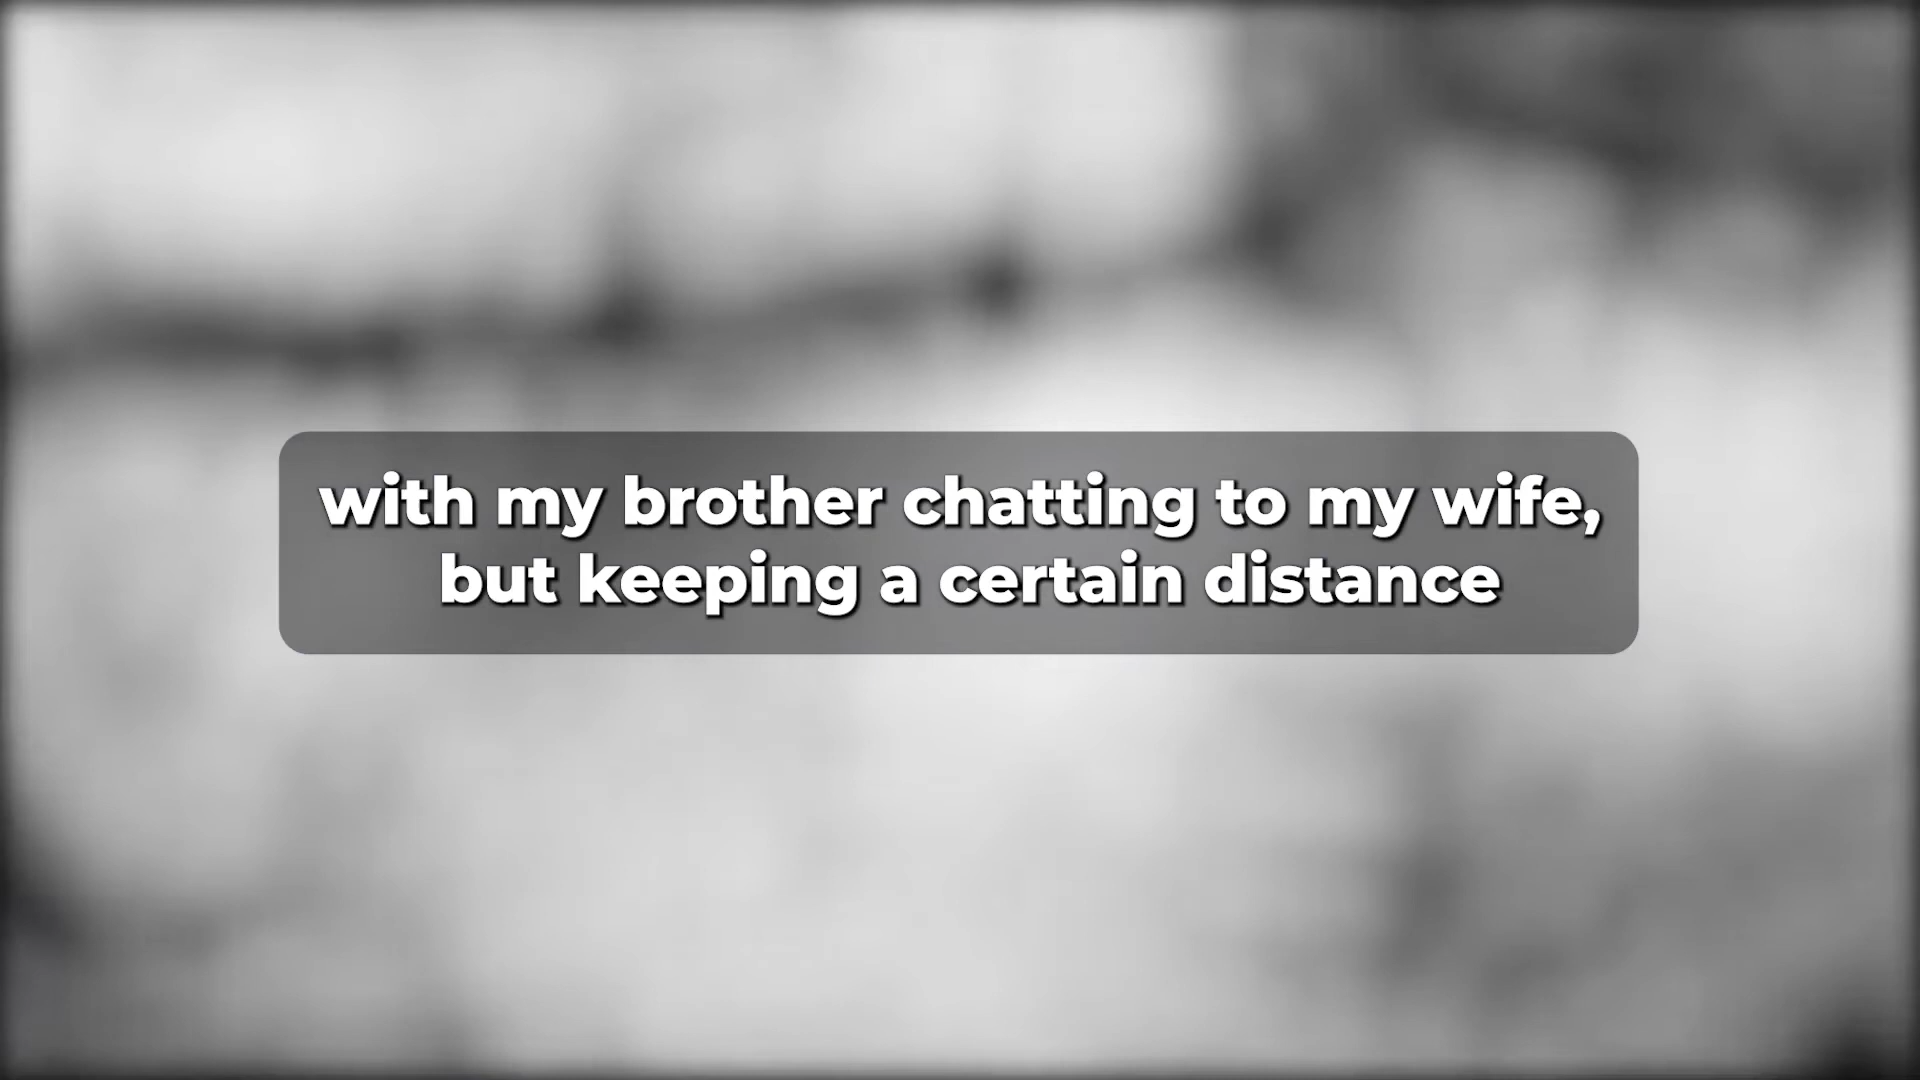 with my brother chatting to my wife,
but keeping a certain distance